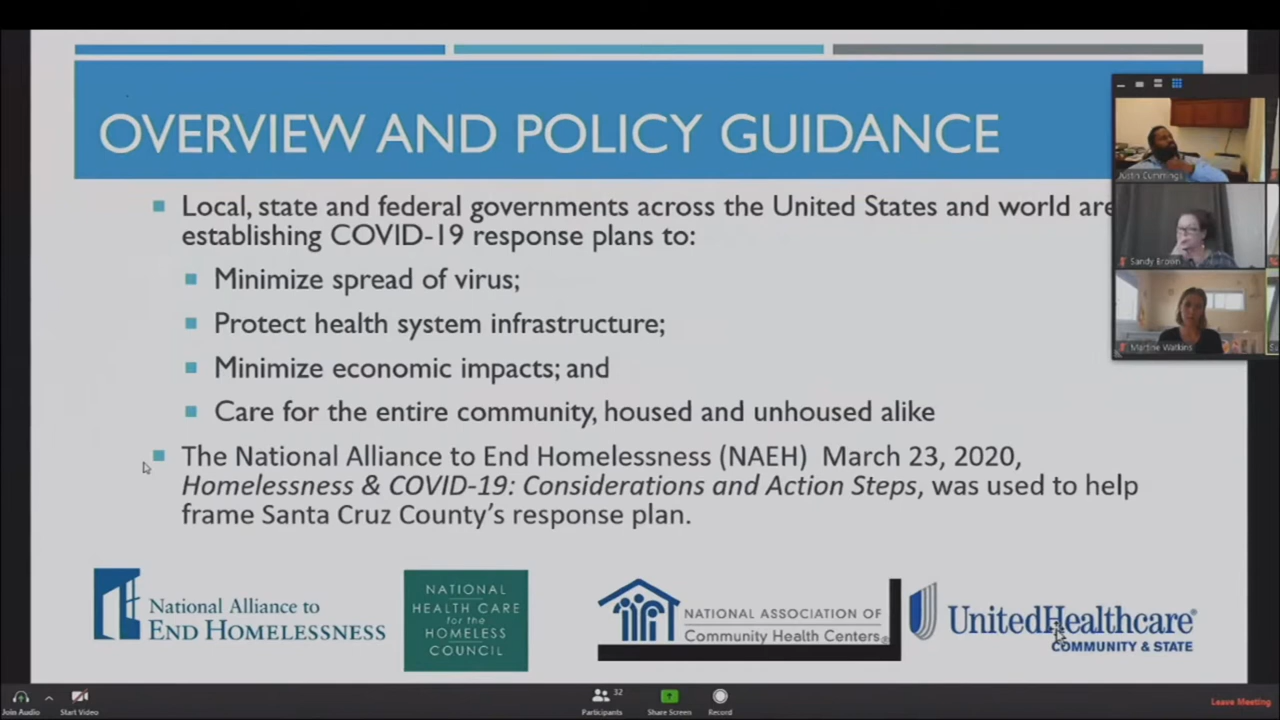 OVERVIEW AND POLICY GUIDANCE
Local, state and federal governments across the United States and world are
establishing COVID-19 response plans to:
Minimize spread of virus;
Protect health system infrastructure;
Minimize economic impacts; and
Care for the entire community, housed and unhoused alike
The National Alliance to End Homelessness (NAEH) March 23, 2020,
Homelessness & COVID-19: Considerations and Action Steps, was used to help
frame Santa Cruz County's response plan.
National Alliance to
END HOMELESSNESS
NATIONAL
HEALTH CARE
for the
HOMELESS
COUNCIL
NATIONAL ASSOCIATION OF
Community Health Centers®
UnitedHealthcare®
COMMUNITY & STATE
Justin Cummings
Sandy Brown
Martine Watkins
Join Audio
Start Video
32
Participants
Share Screen
Record
Leave Meeting